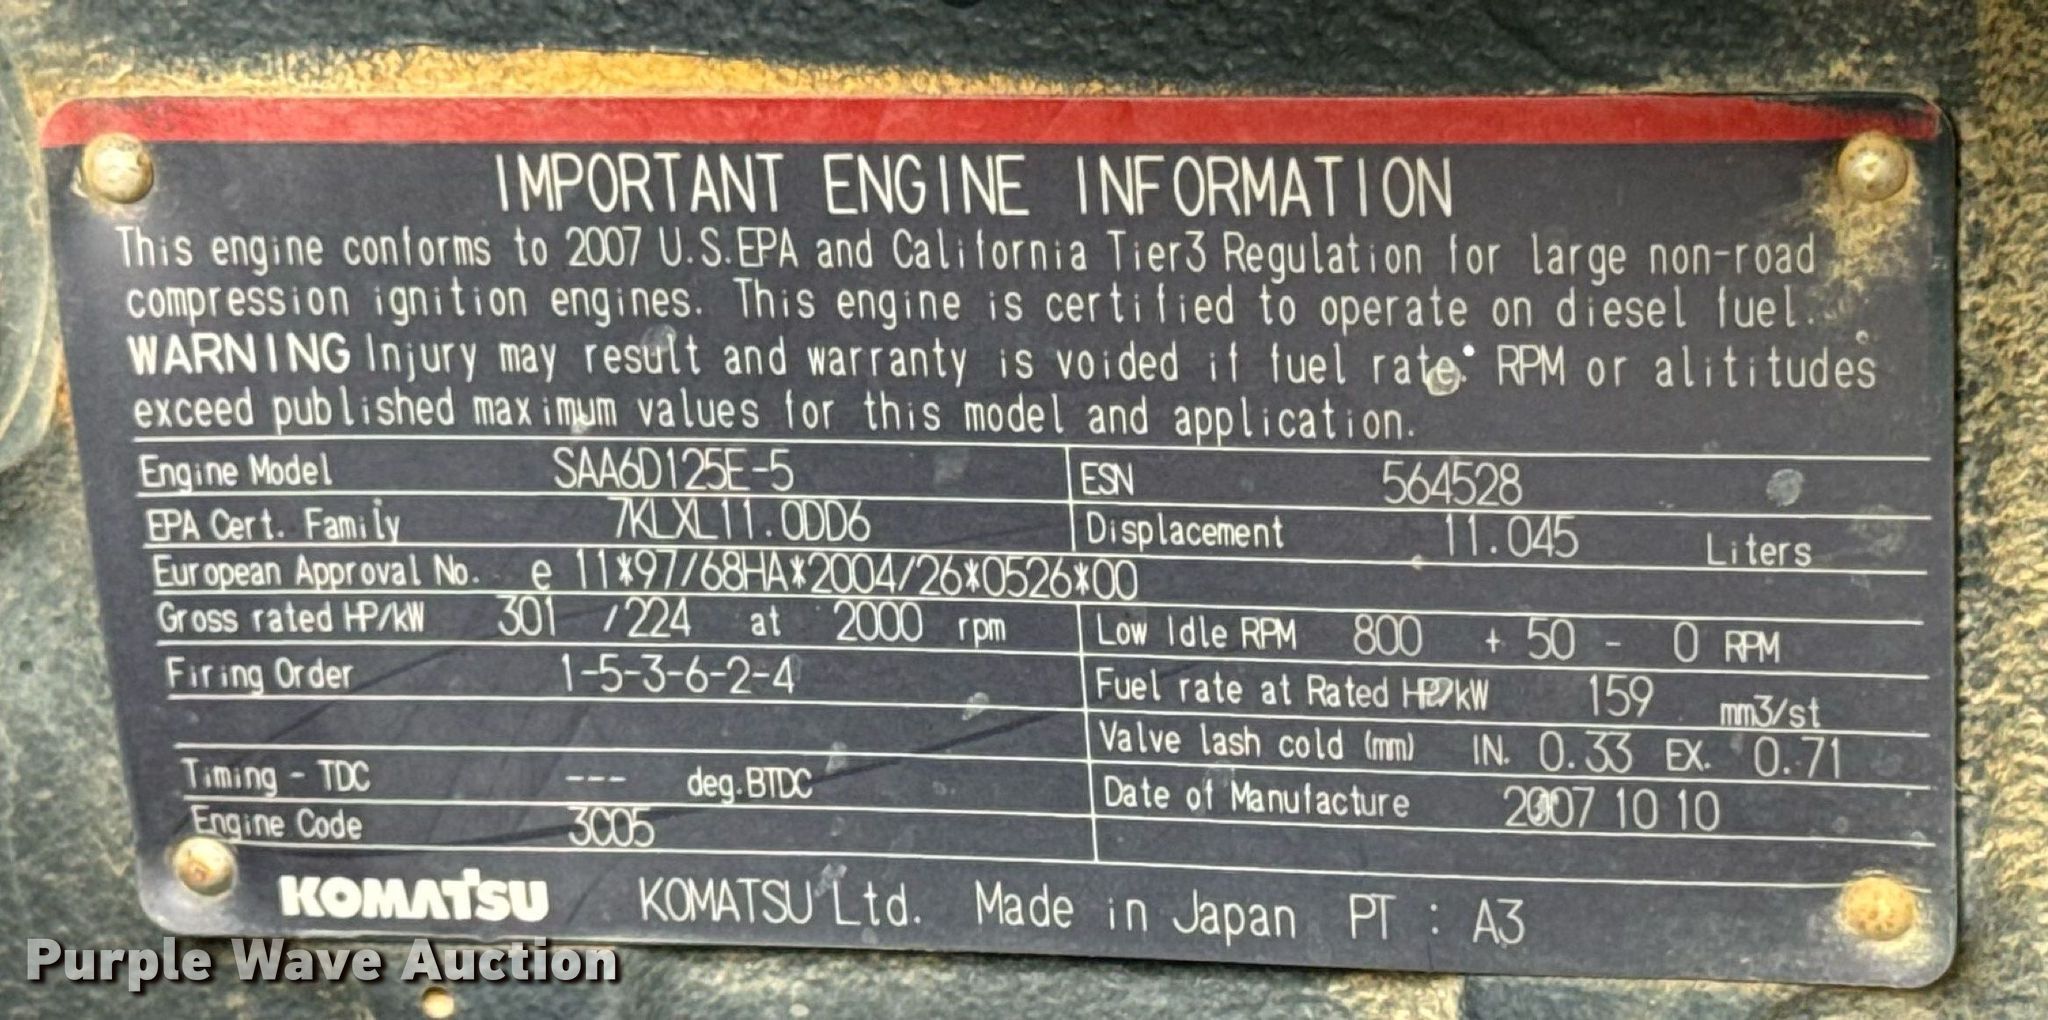 IMPORTANT ENGINE INFORMATION
This engine conforms to 2007 U.S.EPA and California Tier3 Regulation for large non-road
compression ignition engines. This engine is certified to operate on diesel fuel.
WARNING Injury may result and warranty is voided if fuel rate. RPM or alititudes
exceed published maximum values for this model and application.
Engine Model SAA6D125E-5 ESN 564528
EPA Cert. Family 7KLXL11.0DD6 Displacement 11.045 Liters
European Approval No. e 11*97/68HA*2004/26*0526*00
Gross rated HP/kW 301 /224 at 2000 rpm Low Idle RPM 800 + 50 - 0 RPM
Firing Order 1-5-3-6-2-4 Fuel rate at Rated HP/kW 159 mm3/st
Valve lash cold (mm) IN. 0.33 EX. 0.71
Timing - TDC --- deg.BTDC Date of Manufacture 2007 10 10
Engine Code 3C05
KOMATSU KOMATSU Ltd. Made in Japan PT : A3
Purple Wave Auction